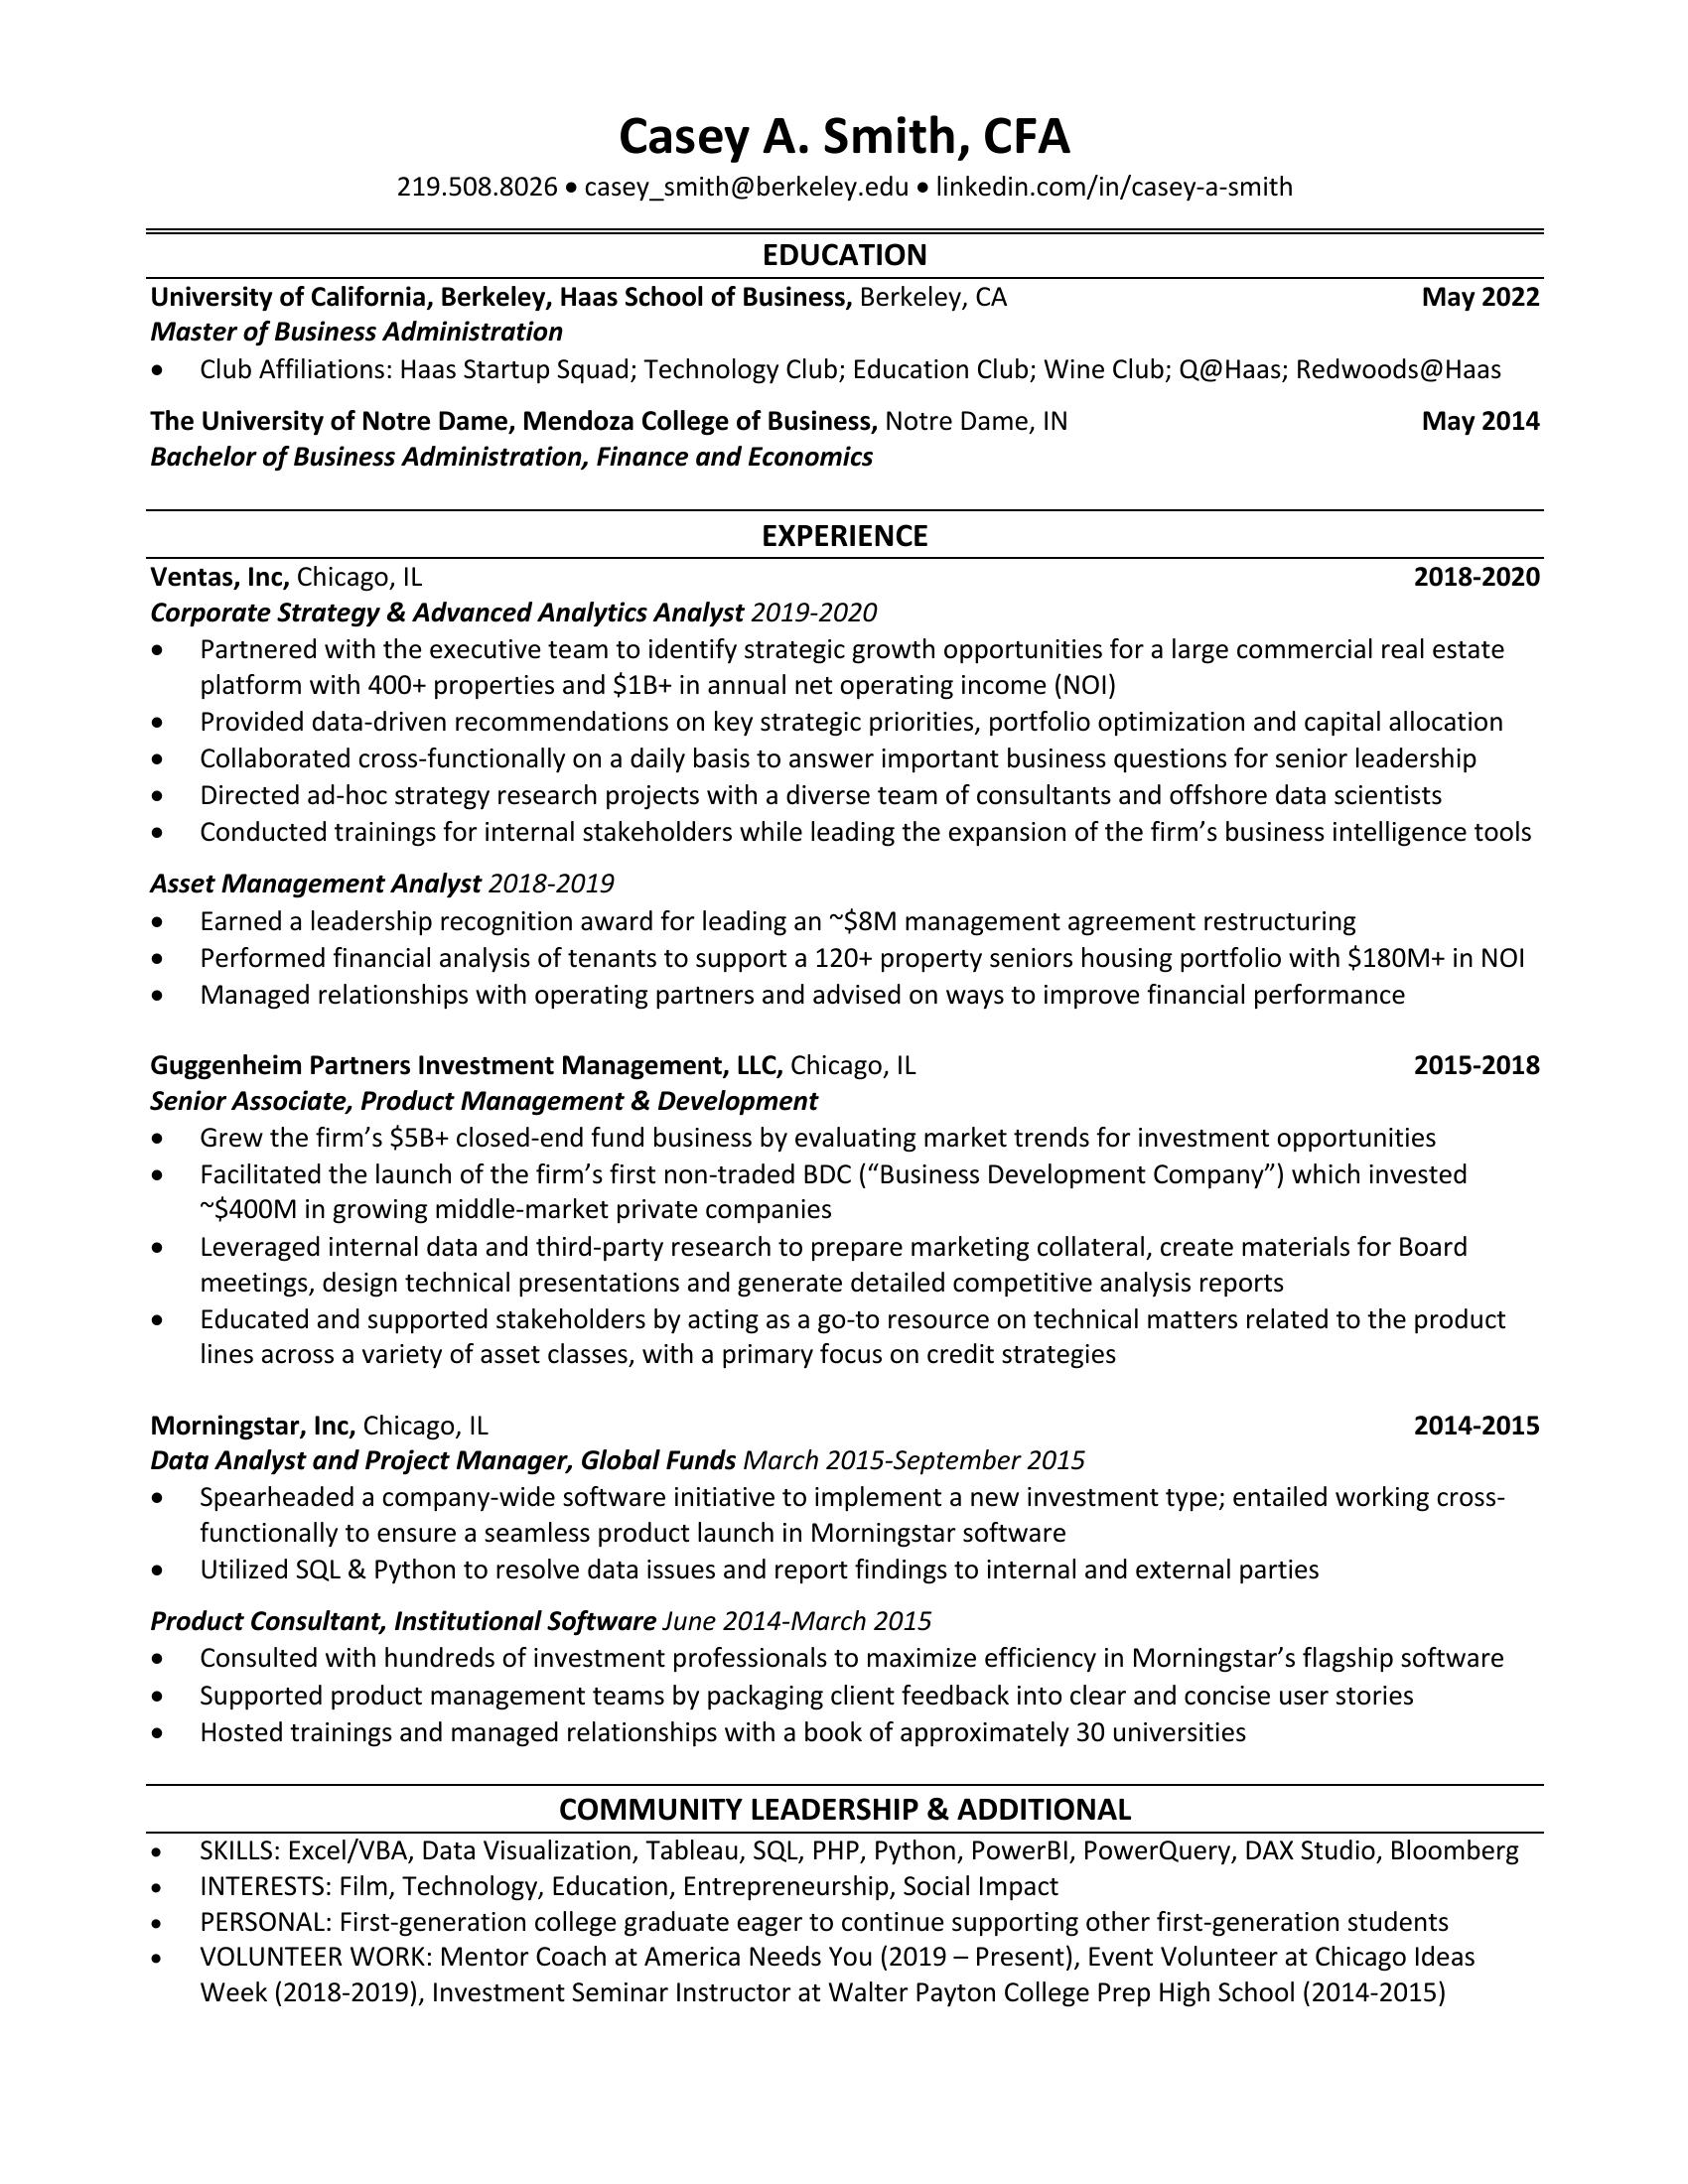 Casey A. Smith, CFA
219.508.8026 • casey_smith@berkeley.edu • linkedin.com/in/casey-a-smith
EDUCATION
University of California, Berkeley, Haas School of Business, Berkeley, CA May 2022
Master of Business Administration
• Club Affiliations: Haas Startup Squad; Technology Club; Education Club; Wine Club; Q@Haas; Redwoods@Haas
The University of Notre Dame, Mendoza College of Business, Notre Dame, IN May 2014
Bachelor of Business Administration, Finance and Economics
EXPERIENCE
Ventas, Inc, Chicago, IL 2018-2020
Corporate Strategy & Advanced Analytics Analyst 2019-2020
• Partnered with the executive team to identify strategic growth opportunities for a large commercial real estate
platform with 400+ properties and $1B+ in annual net operating income (NOI)
• Provided data-driven recommendations on key strategic priorities, portfolio optimization and capital allocation
• Collaborated cross-functionally on a daily basis to answer important business questions for senior leadership
• Directed ad-hoc strategy research projects with a diverse team of consultants and offshore data scientists
• Conducted trainings for internal stakeholders while leading the expansion of the firm’s business intelligence tools
Asset Management Analyst 2018-2019
• Earned a leadership recognition award for leading an ~$8M management agreement restructuring
• Performed financial analysis of tenants to support a 120+ property seniors housing portfolio with $180M+ in NOI
• Managed relationships with operating partners and advised on ways to improve financial performance
Guggenheim Partners Investment Management, LLC, Chicago, IL 2015-2018
Senior Associate, Product Management & Development
• Grew the firm’s $5B+ closed-end fund business by evaluating market trends for investment opportunities
• Facilitated the launch of the firm’s first non-traded BDC (“Business Development Company”) which invested
~$400M in growing middle-market private companies
• Leveraged internal data and third-party research to prepare marketing collateral, create materials for Board
meetings, design technical presentations and generate detailed competitive analysis reports
• Educated and supported stakeholders by acting as a go-to resource on technical matters related to the product
lines across a variety of asset classes, with a primary focus on credit strategies
Morningstar, Inc, Chicago, IL 2014-2015
Data Analyst and Project Manager, Global Funds March 2015-September 2015
• Spearheaded a company-wide software initiative to implement a new investment type; entailed working cross-
functionally to ensure a seamless product launch in Morningstar software
• Utilized SQL & Python to resolve data issues and report findings to internal and external parties
Product Consultant, Institutional Software June 2014-March 2015
• Consulted with hundreds of investment professionals to maximize efficiency in Morningstar’s flagship software
• Supported product management teams by packaging client feedback into clear and concise user stories
• Hosted trainings and managed relationships with a book of approximately 30 universities
COMMUNITY LEADERSHIP & ADDITIONAL
• SKILLS: Excel/VBA, Data Visualization, Tableau, SQL, PHP, Python, PowerBI, PowerQuery, DAX Studio, Bloomberg
• INTERESTS: Film, Technology, Education, Entrepreneurship, Social Impact
• PERSONAL: First-generation college graduate eager to continue supporting other first-generation students
• VOLUNTEER WORK: Mentor Coach at America Needs You (2019 – Present), Event Volunteer at Chicago Ideas
Week (2018-2019), Investment Seminar Instructor at Walter Payton College Prep High School (2014-2015)